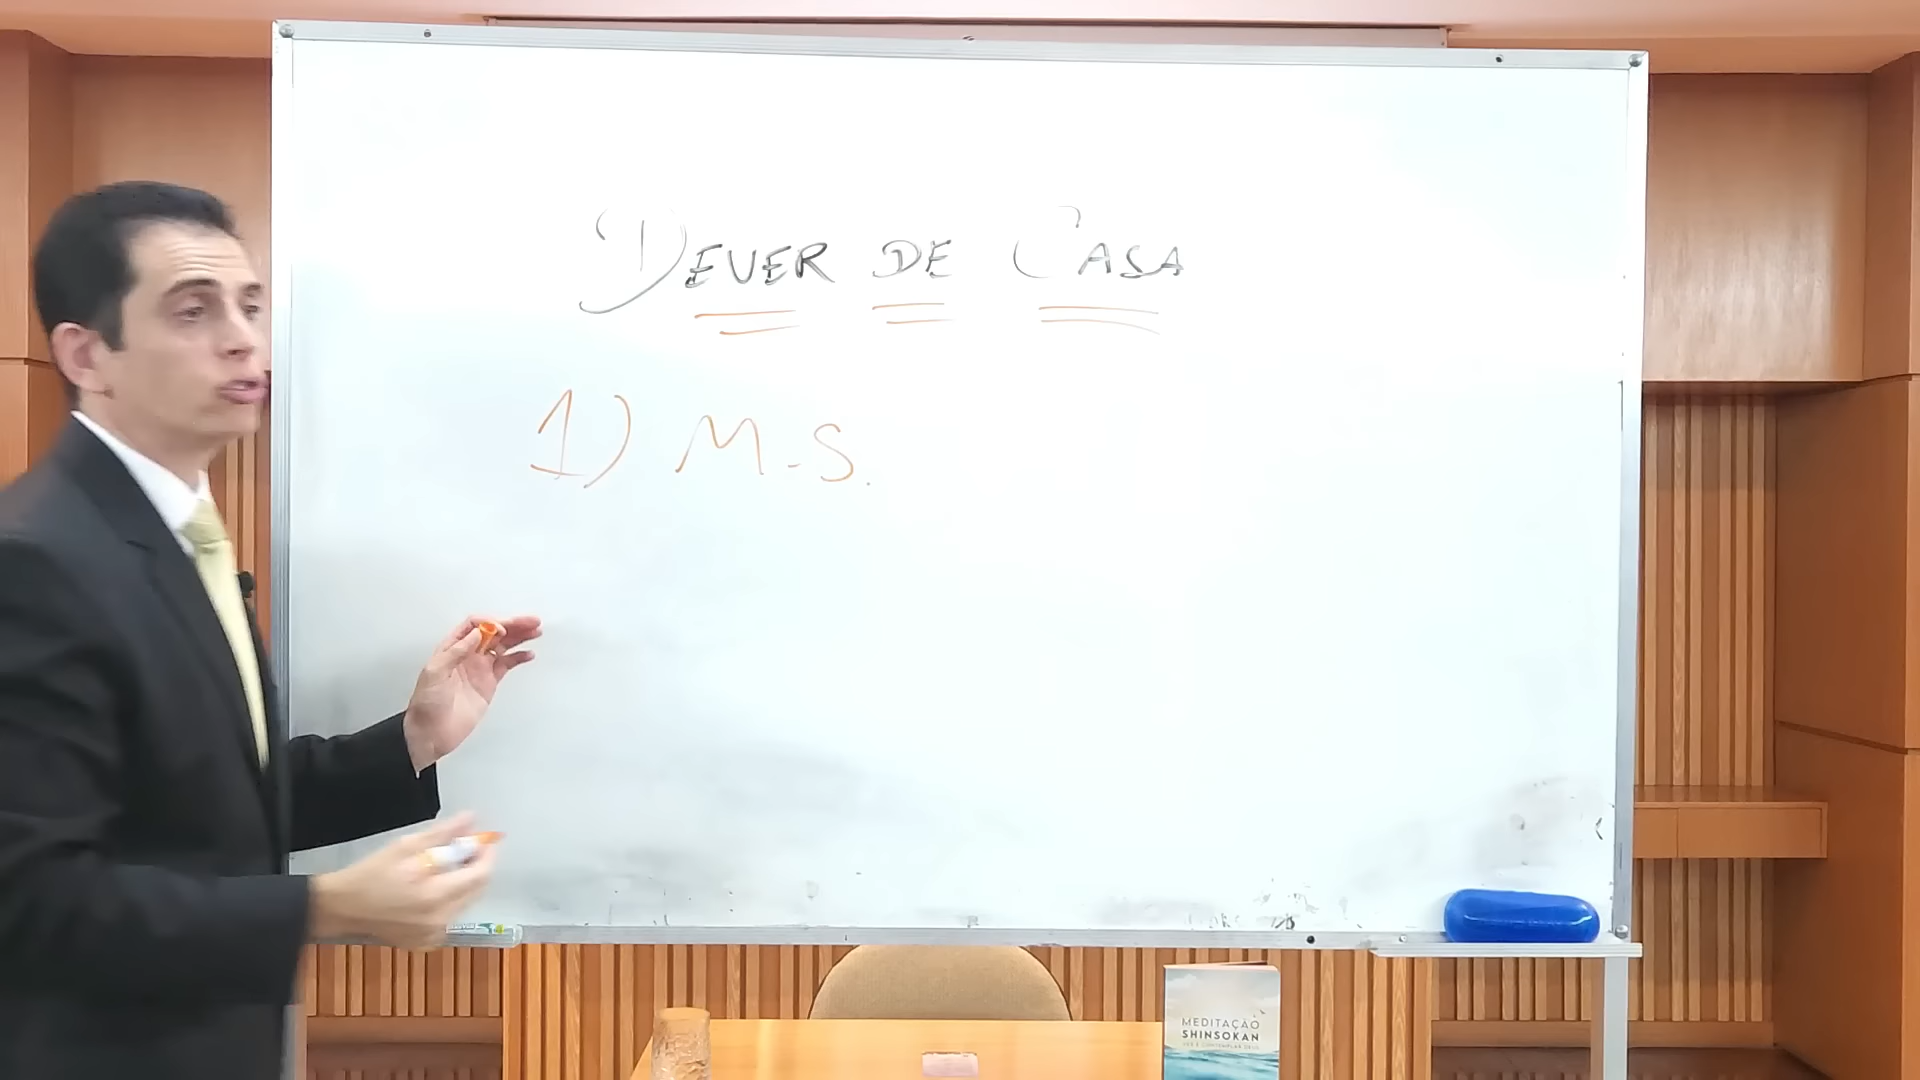 DEVER DE CASA
1) M.S.
MEDITAÇÃO
SHINSOKAN